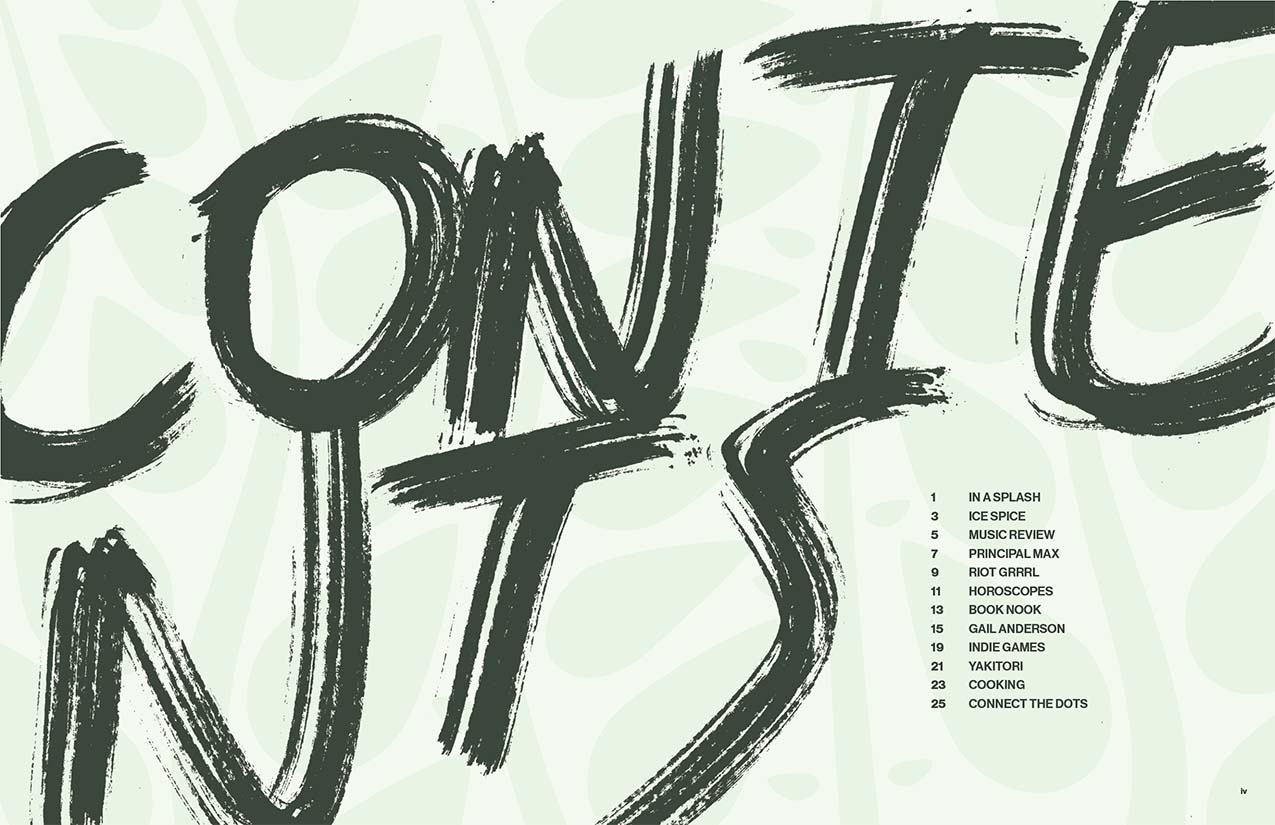 CONTE
NTS
1 IN A SPLASH
3 ICE SPICE
5 MUSIC REVIEW
7 PRINCIPAL MAX
9 RIOT GRRRL
11 HOROSCOPES
13 BOOK NOOK
15 GAIL ANDERSON
19 INDIE GAMES
21 YAKITORI
23 COOKING
25 CONNECT THE DOTS
iv